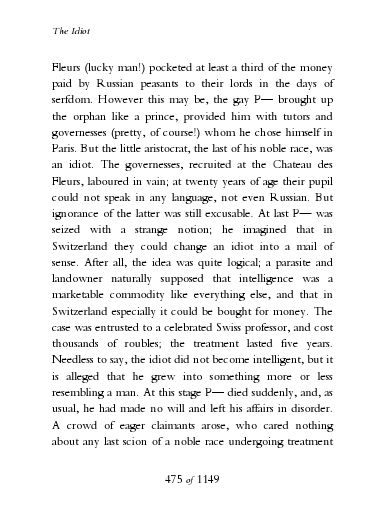 The Idiot
Fleurs (lucky man!) pocketed at least a third of the money
paid by Russian peasants to their lords in the days of
serfdom. However this may be, the gay P— brought up
the orphan like a prince, provided him with tutors and
governesses (pretty, of course!) whom he chose himself in
Paris. But the little aristocrat, the last of his noble race, was
an idiot. The governesses, recruited at the Chateau des
Fleurs, laboured in vain; at twenty years of age their pupil
could not speak in any language, not even Russian. But
ignorance of the latter was still excusable. At last P— was
seized with a strange notion; he imagined that in
Switzerland they could change an idiot into a mail of
sense. After all, the idea was quite logical; a parasite and
landowner naturally supposed that intelligence was a
marketable commodity like everything else, and that in
Switzerland especially it could be bought for money. The
case was entrusted to a celebrated Swiss professor, and cost
thousands of roubles; the treatment lasted five years.
Needless to say, the idiot did not become intelligent, but it
is alleged that he grew into something more or less
resembling a man. At this stage P— died suddenly, and, as
usual, he had made no will and left his affairs in disorder.
A crowd of eager claimants arose, who cared nothing
about any last scion of a noble race undergoing treatment
475 of 1149